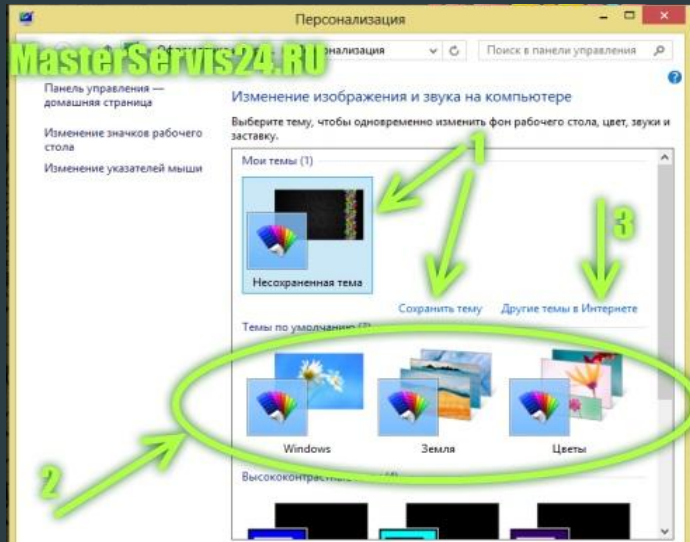 Персонализация
MasterServis24.RU
Поиск в панели управления
Панель управления —
домашняя страница
Изменение значков рабочего
стола
Изменение указателей мыши
Изменение изображения и звука на компьютере
Выберите тему, чтобы одновременно изменить фон рабочего стола, цвет, звуки и
заставку.
Мои темы (1)
1
3
Несохраненная тема
Сохранить тему Другие темы в Интернете
Темы по умолчанию (7)
Windows Земля Цветы
2